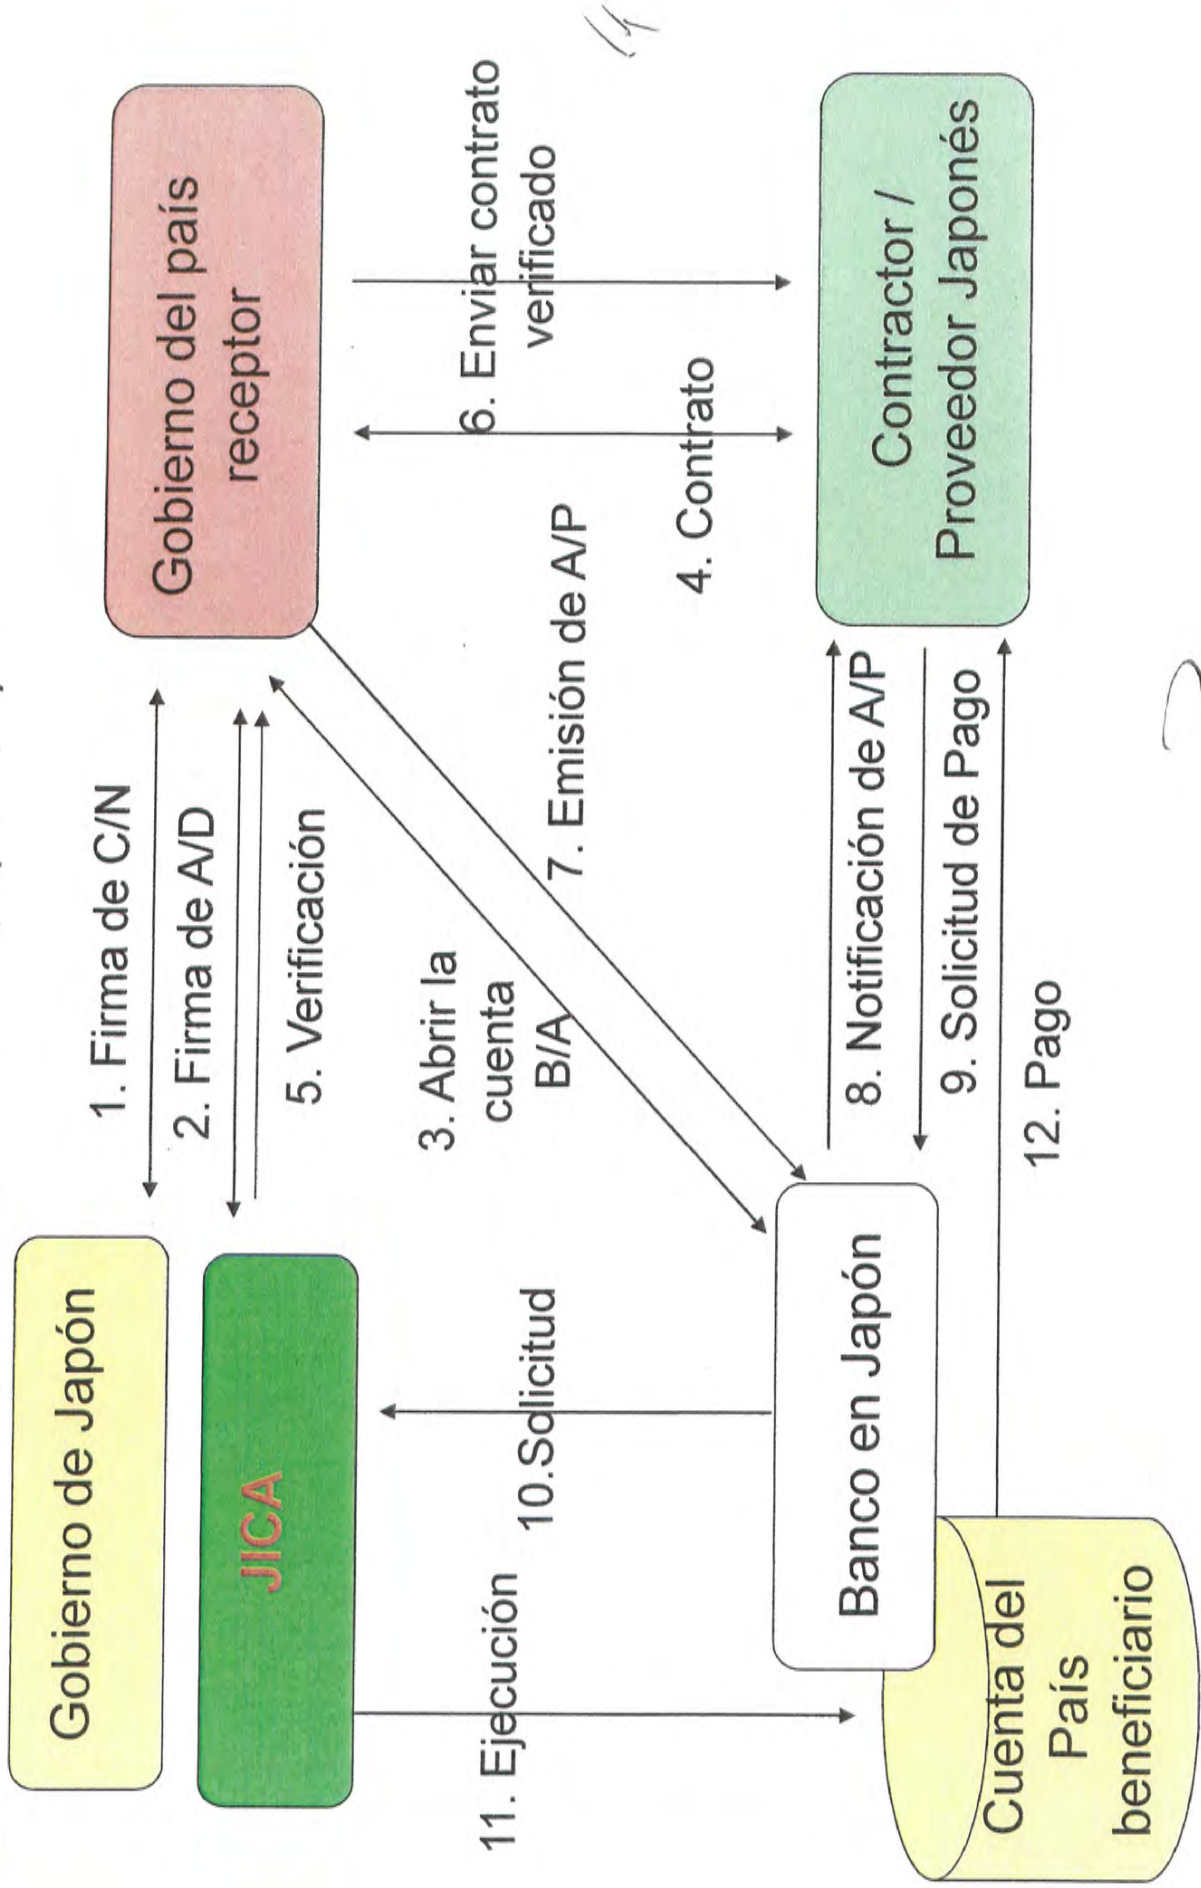 Gobierno de Japón
JICA
1. Firma de C/N
2. Firma de A/D
5. Verificación
Gobierno del país
receptor
3. Abrir la
cuenta
B/A
7. Emisión de A/P
6. Enviar contrato
verificado
4. Contrato
10.Solicitud
11. Ejecución
Banco en Japón
Cuenta del
País
beneficiario
8. Notificación de A/P
9. Solicitud de Pago
12. Pago
Contractor /
Proveedor Japonés